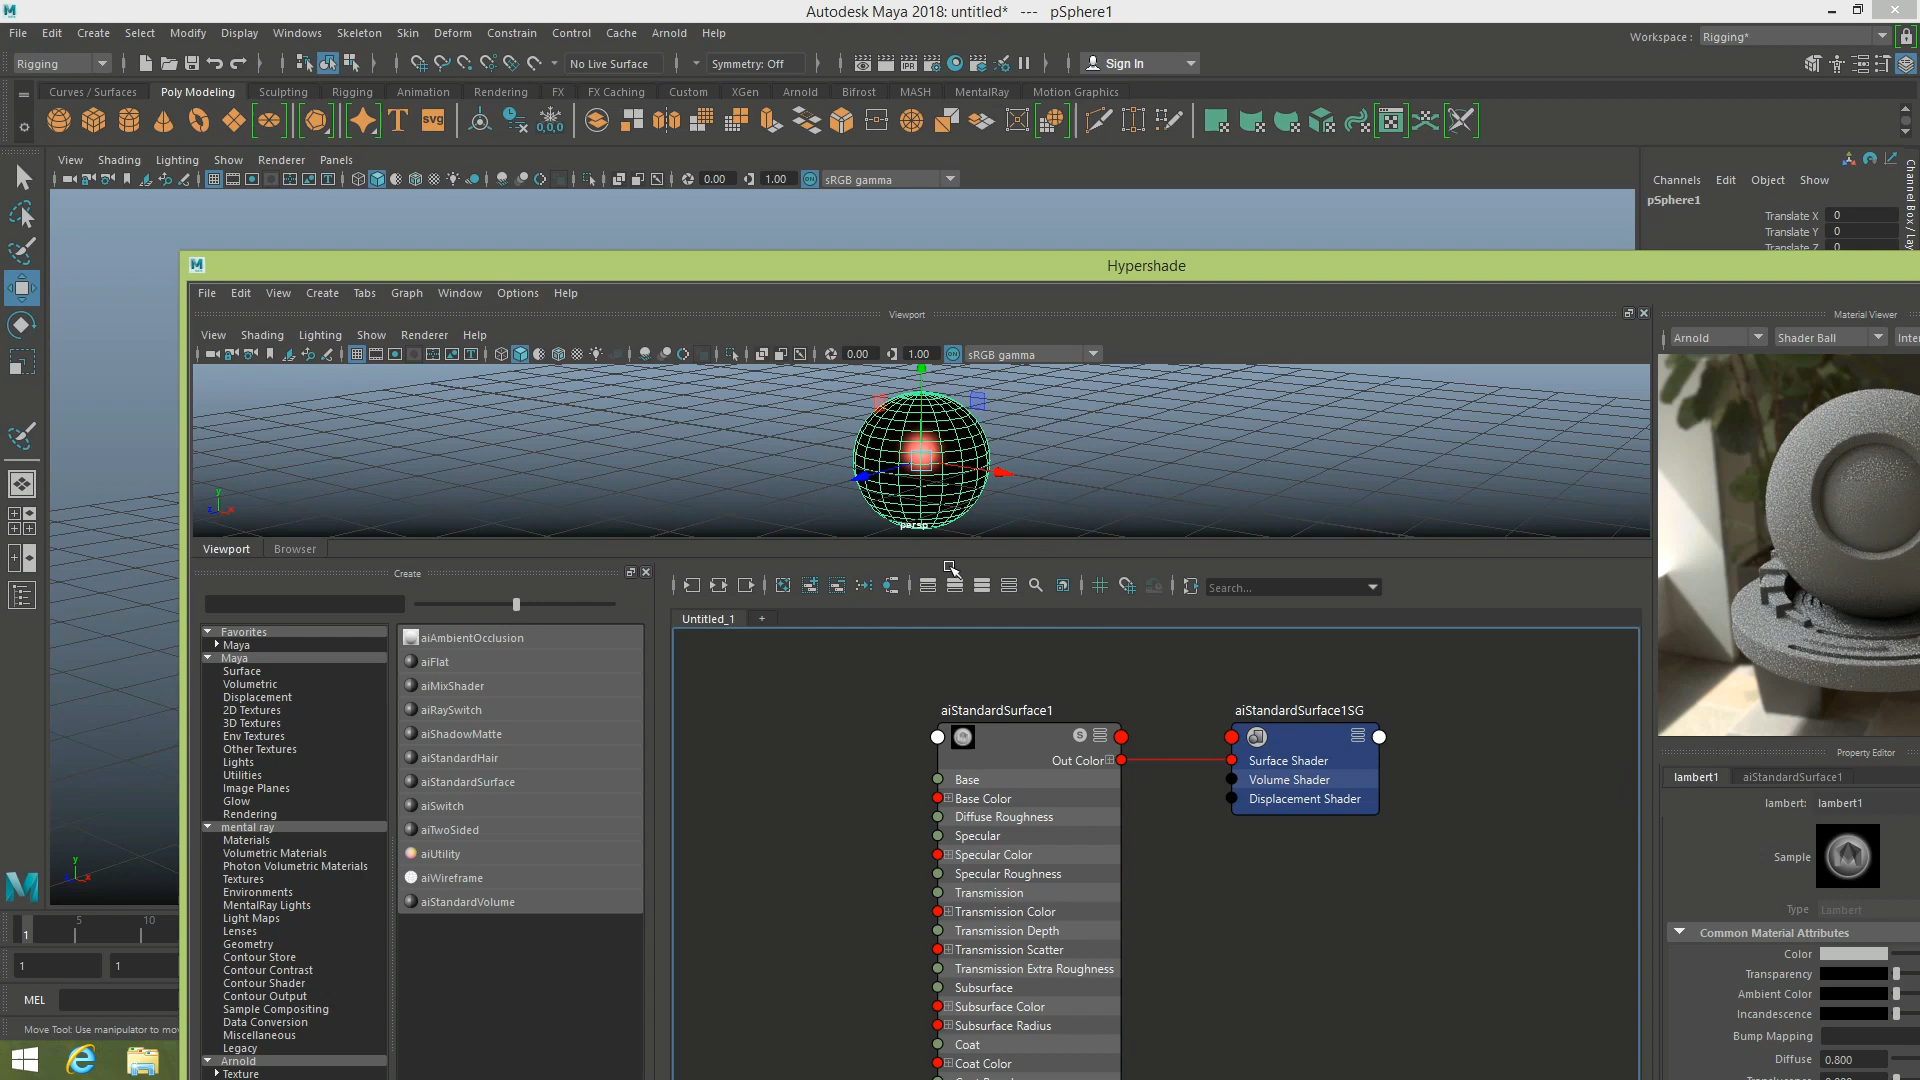 Autodesk Maya 2018: untitled* --- pSphere1
File Edit Create Select Modify Display Windows Skeleton Skin Deform Constrain Control Cache Arnold Help
Workspace : Rigging*
Rigging No Live Surface Symmetry: Off Sign In
Curves / Surfaces Poly Modeling Sculpting Rigging Animation Rendering FX FX Caching Custom XGen Arnold Bifrost MASH MentalRay Motion Graphics
T svg 0,0,0
View Shading Lighting Show Renderer Panels
0.00 1.00 sRGB gamma
Channels Edit Object Show
pSphere1
Translate X 0
Translate Y 0
Translate Z 0
Channel Box / Lay
Hypershade
File Edit View Create Tabs Graph Window Options Help
Viewport
View Shading Lighting Show Renderer Help
0.00 1.00 sRGB gamma
persp
Viewport Browser
Create
Search...
Untitled_1 +
Favorites
Maya
Maya
Surface
Volumetric
Displacement
2D Textures
3D Textures
Env Textures
Other Textures
Lights
Utilities
Image Planes
Glow
Rendering
mental ray
Materials
Volumetric Materials
Photon Volumetric Materials
Textures
Environments
MentalRay Lights
Light Maps
Lenses
Geometry
Contour Store
Contour Contrast
Contour Shader
Contour Output
Sample Compositing
Data Conversion
Miscellaneous
Legacy
Arnold
Texture
aiAmbientOcclusion
aiFlat
aiMixShader
aiRaySwitch
aiShadowMatte
aiStandardHair
aiStandardSurface
aiSwitch
aiTwoSided
aiUtility
aiWireframe
aiStandardVolume
aiStandardSurface1
Out Color
Base
Base Color
Diffuse Roughness
Specular
Specular Color
Specular Roughness
Transmission
Transmission Color
Transmission Depth
Transmission Scatter
Transmission Extra Roughness
Subsurface
Subsurface Color
Subsurface Radius
Coat
Coat Color
aiStandardSurface1SG
Surface Shader
Volume Shader
Displacement Shader
Material Viewer
Arnold Shader Ball Inter
Property Editor
lambert1 aiStandardSurface1
lambert: lambert1
Sample
Type Lambert
Common Material Attributes
Color
Transparency
Ambient Color
Incandescence
Bump Mapping
Diffuse 0.800
5 10
1
1 1
MEL
Move Tool: Use manipulator to mov